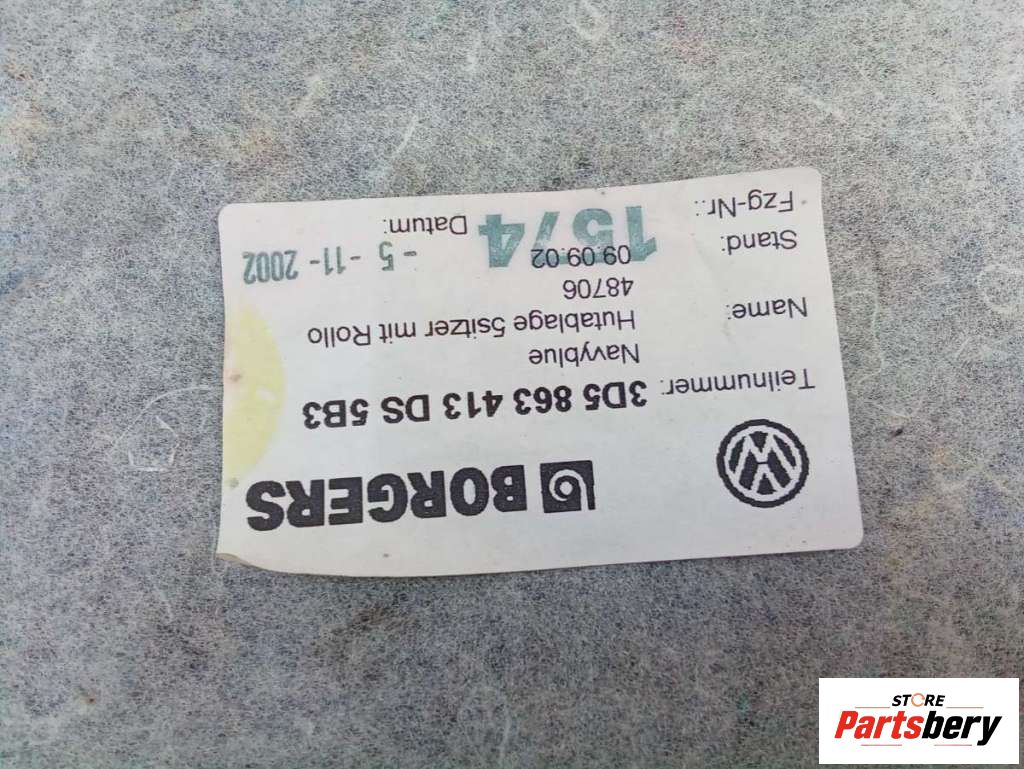 BORGERS
Teilnummer: 3D5 863 413 DS 5B3
Navyblue
Name: Hutablage 5sitzer mit Rollo
48706
Stand: 09.09.02
-5-11-2002
Fzg-Nr.: 1574 Datum:
STORE
Partsbery